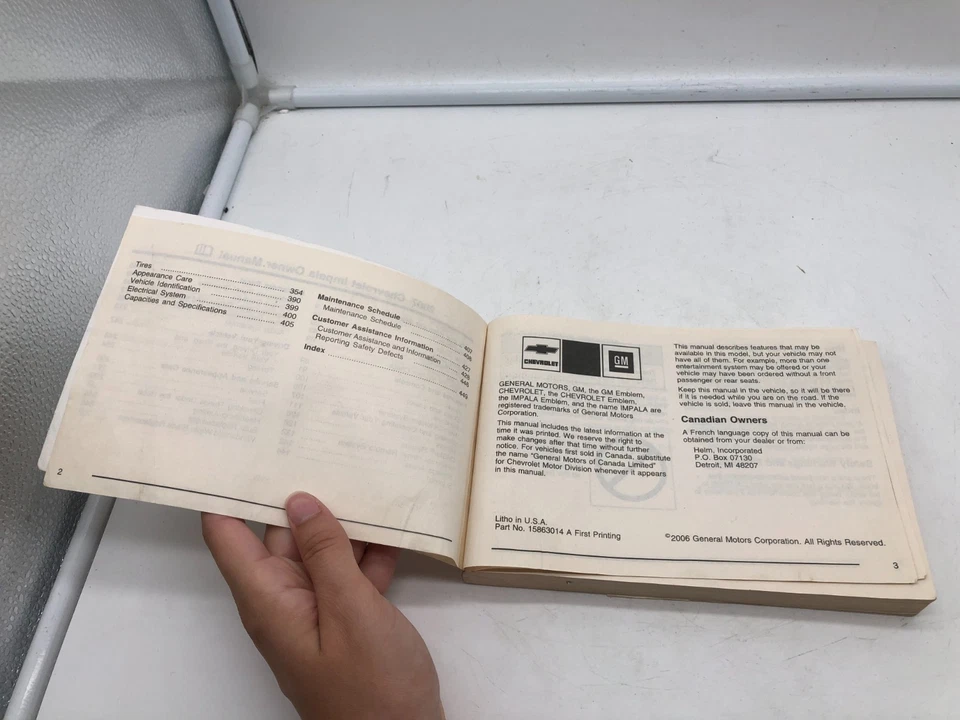 Tires ........ 354
Appearance Care ........ 390
Vehicle Identification ........ 399
Electrical System ........ 400
Capacities and Specifications ........ 405
Maintenance Schedule ........ 407
Maintenance Schedule ........ 408
Customer Assistance Information ........ 427
Customer Assistance and Information ........ 428
Reporting Safety Defects ........ 446
Index ........ 449
2
CHEVROLET
GM
GENERAL MOTORS, GM, the GM Emblem,
CHEVROLET, the CHEVROLET Emblem,
the IMPALA Emblem, and the name IMPALA are
registered trademarks of General Motors
Corporation.
This manual includes the latest information at the
time it was printed. We reserve the right to
make changes after that time without further
notice. For vehicles first sold in Canada, substitute
the name "General Motors of Canada Limited"
for Chevrolet Motor Division whenever it appears
in this manual.
This manual describes features that may be
available in this model, but your vehicle may not
have all of them. For example, more than one
entertainment system may be offered or your
vehicle may have been ordered without a front
passenger or rear seats.
Keep this manual in the vehicle, so it will be there
if it is needed while you are on the road. If the
vehicle is sold, leave this manual in the vehicle.
Canadian Owners
A French language copy of this manual can be
obtained from your dealer or from:
Helm, Incorporated
P.O. Box 07130
Detroit, MI 48207
Litho in U.S.A.
Part No. 15863014 A First Printing
©2006 General Motors Corporation. All Rights Reserved.
3